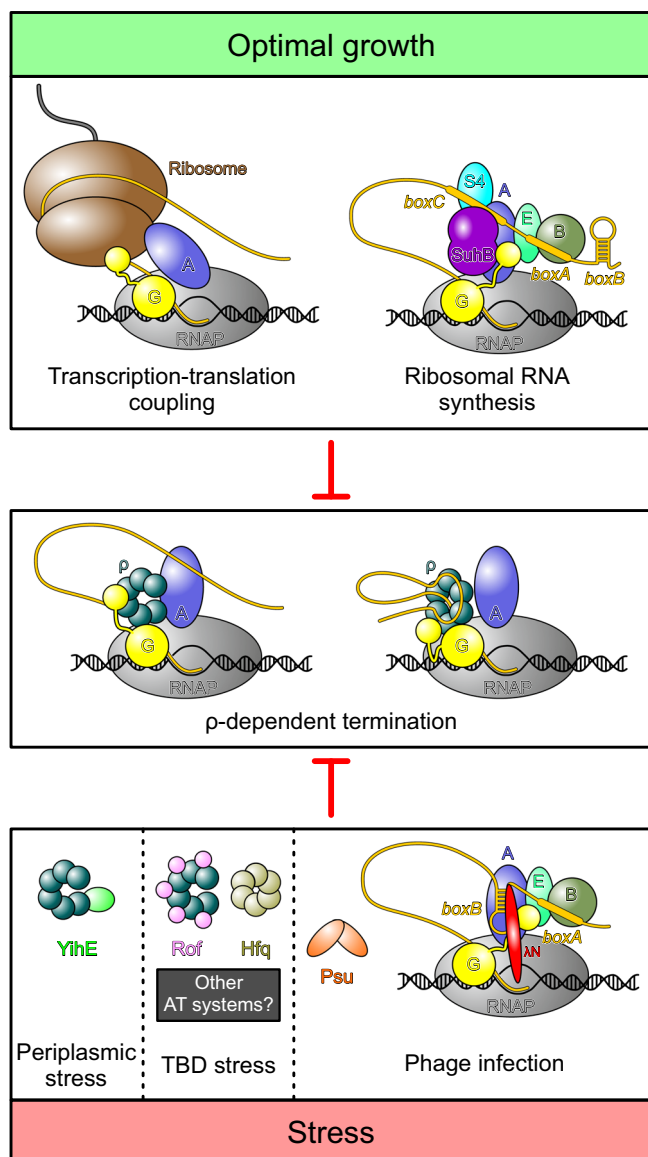 Optimal growth
Ribosome
A
G
RNAP
Transcription-translation
coupling
S4
A
boxC
E
B
SuhB
boxA
boxB
G
RNAP
Ribosomal RNA
synthesis
ρ
A
G
RNAP
ρ
A
G
RNAP
ρ-dependent termination
YihE
Periplasmic
stress
Rof
Hfq
Other
AT systems?
TBD stress
Psu
A
E
B
boxB
boxA
G
λN
RNAP
Phage infection
Stress